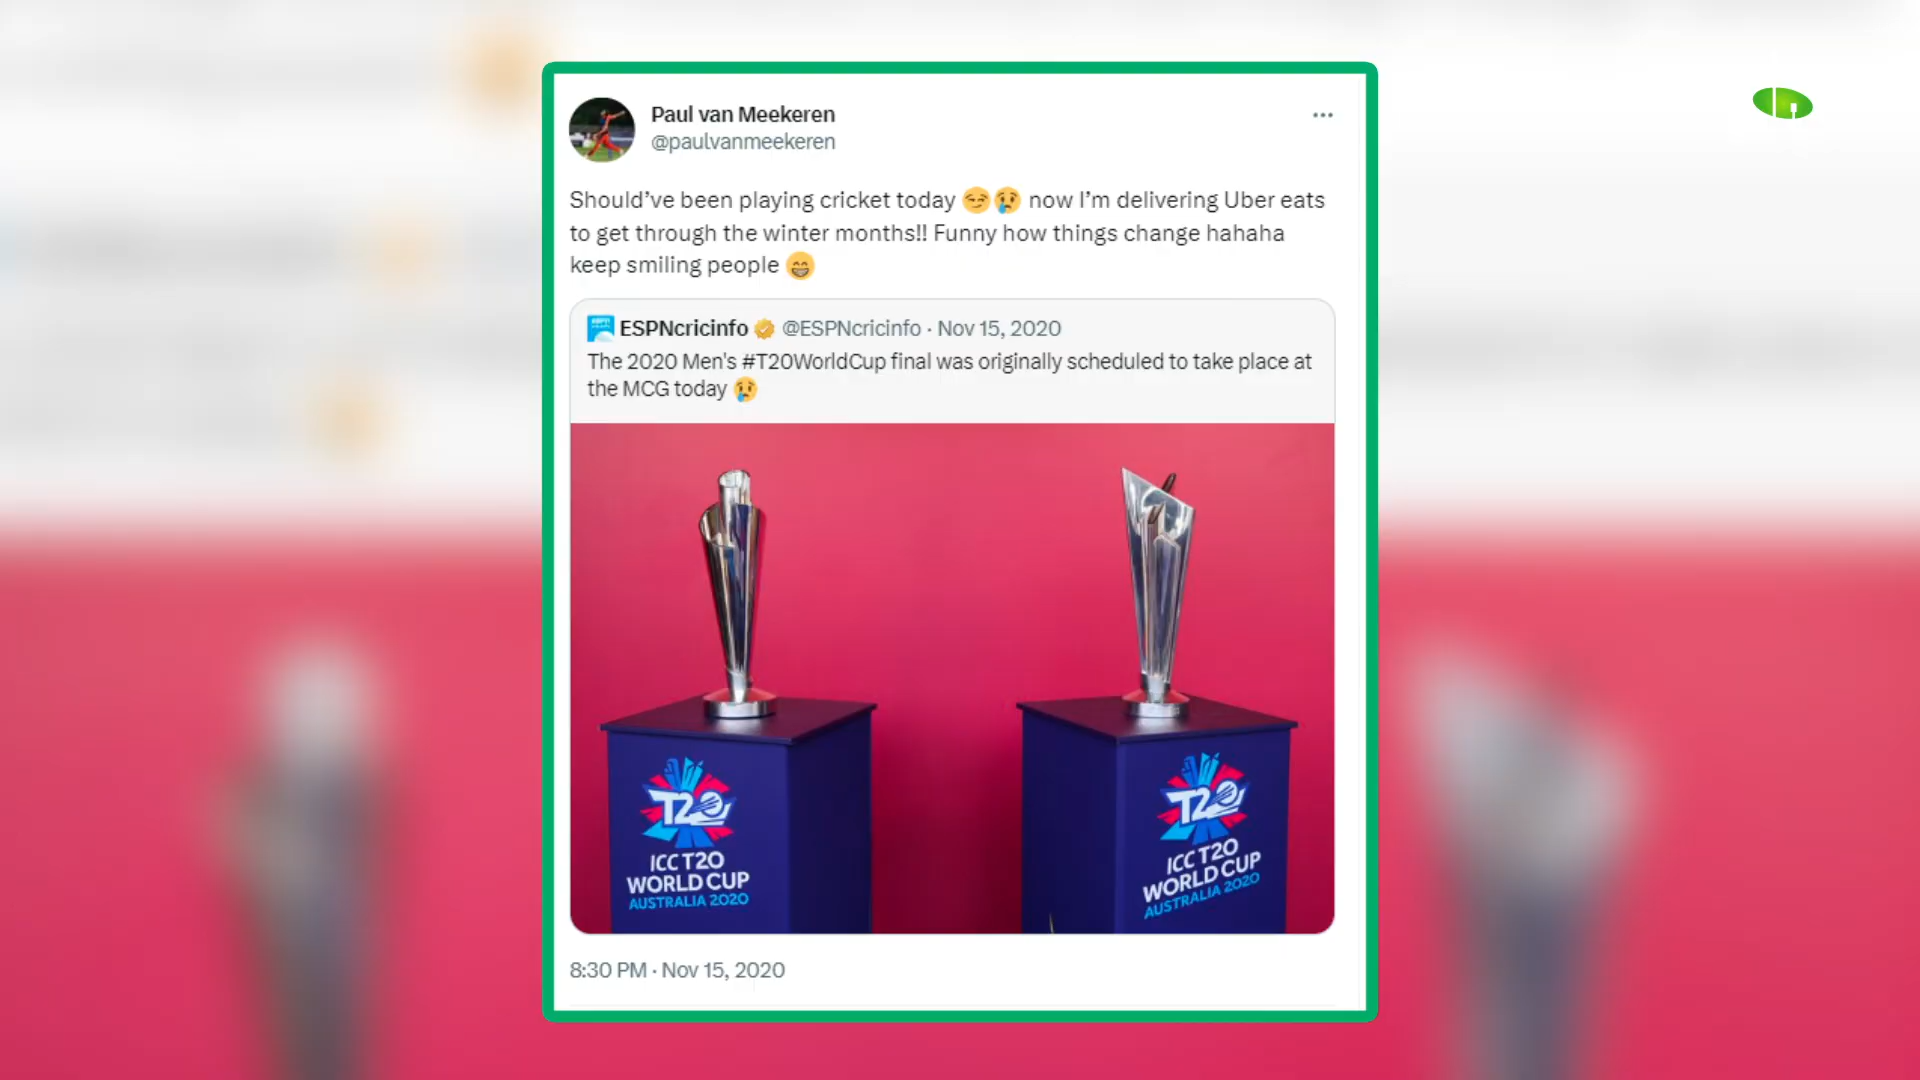 Paul van Meekeren
@paulvanmeekeren
Should’ve been playing cricket today 😏😢 now I’m delivering Uber eats
to get through the winter months!! Funny how things change hahaha
keep smiling people 😁
ESPNcricinfo @ESPNcricinfo · Nov 15, 2020
The 2020 Men's #T20WorldCup final was originally scheduled to take place at
the MCG today 😢
T20
ICC T20
WORLD CUP
AUSTRALIA 2020
T20
ICC T20
WORLD CUP
AUSTRALIA 2020
8:30 PM · Nov 15, 2020